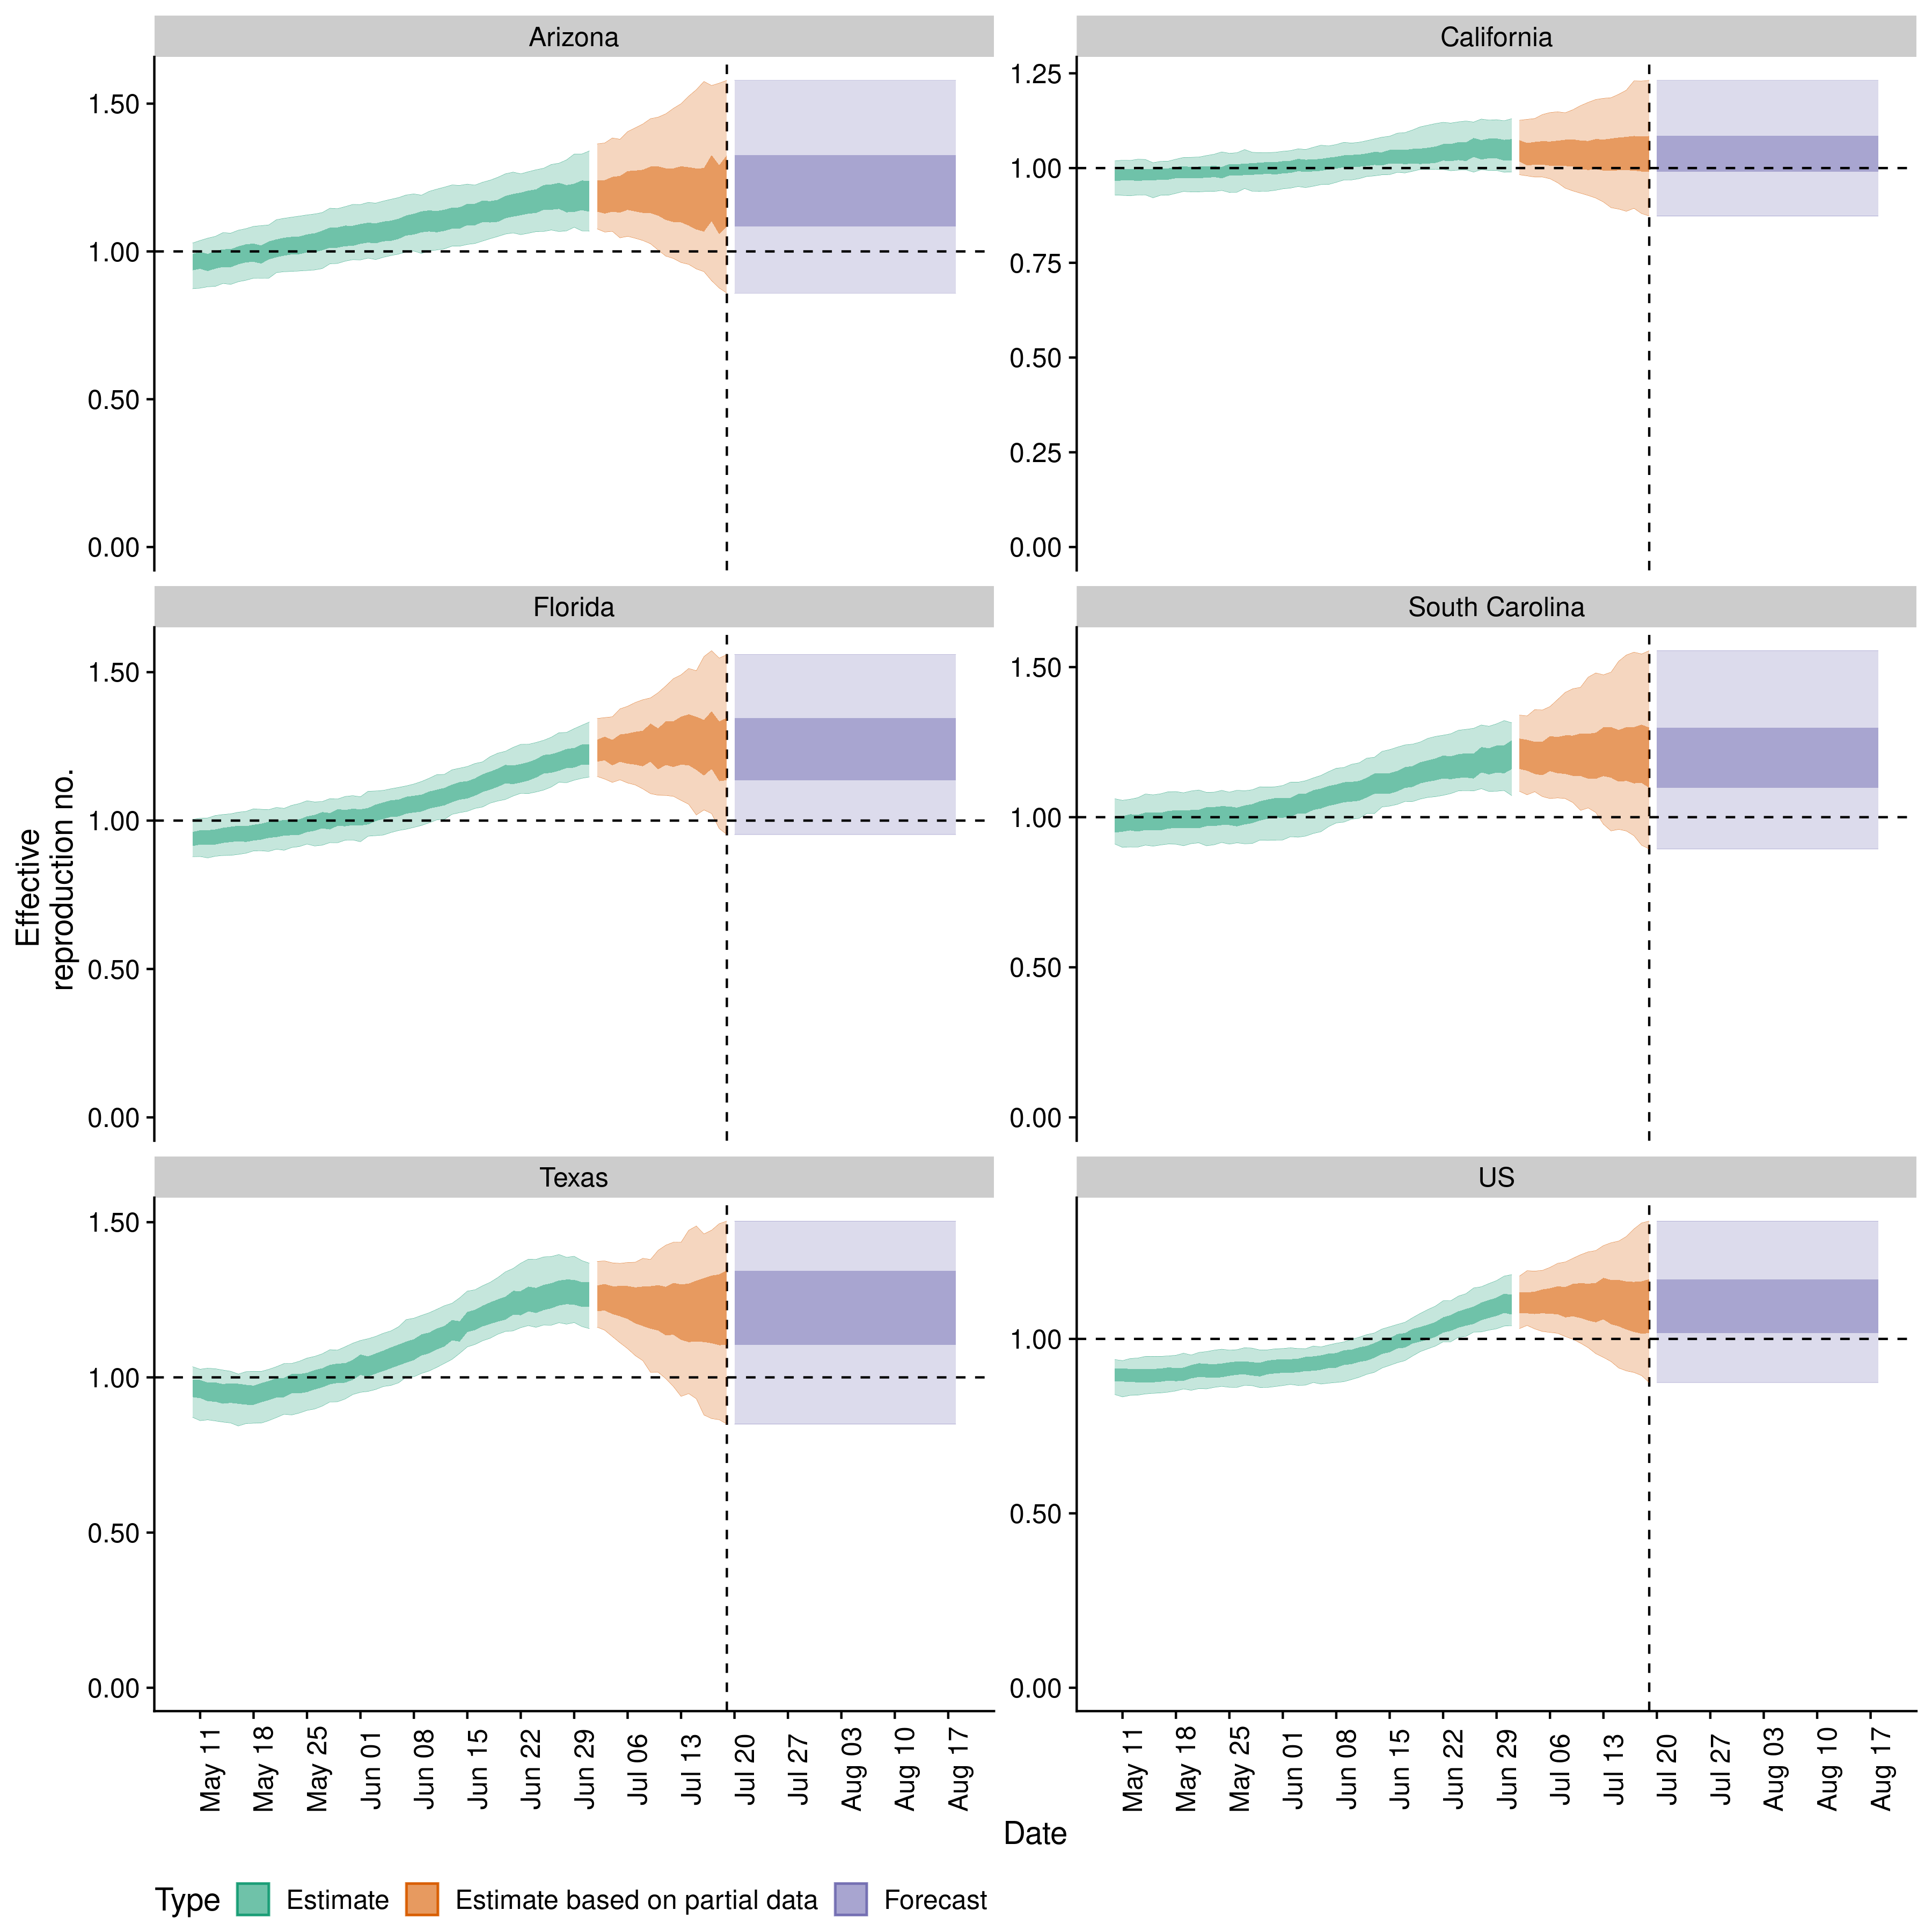 Arizona
California
1.50
1.00
0.50
0.00
1.25
1.00
0.75
0.50
0.25
0.00
Florida
South Carolina
1.50
1.00
0.50
0.00
1.50
1.00
0.50
0.00
Effective
reproduction no.
Texas
US
1.50
1.00
0.50
0.00
1.00
0.50
0.00
May 11
May 18
May 25
Jun 01
Jun 08
Jun 15
Jun 22
Jun 29
Jul 06
Jul 13
Jul 20
Jul 27
Aug 03
Aug 10
Aug 17
May 11
May 18
May 25
Jun 01
Jun 08
Jun 15
Jun 22
Jun 29
Jul 06
Jul 13
Jul 20
Jul 27
Aug 03
Aug 10
Aug 17
Date
Type Estimate Estimate based on partial data Forecast